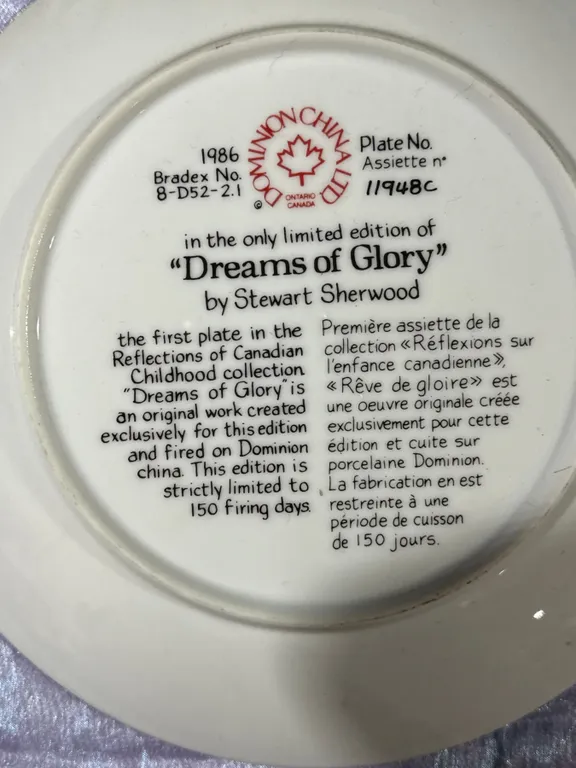 1986
Bradex No.
8-D52-2.1
DOMINION CHINA LTD.
ONTARIO
CANADA
©
Plate No.
Assiette nº
11948C
in the only limited edition of
“Dreams of Glory”
by Stewart Sherwood
the first plate in the
Reflections of Canadian
Childhood collection.
"Dreams of Glory" is
an original work created
exclusively for this edition
and fired on Dominion
china. This edition is
strictly limited to
150 firing days.
Première assiette de la
collection «Réflexions sur
l'enfance canadienne»,
«Rêve de gloire» est
une oeuvre originale créée
exclusivement pour cette
édition et cuite sur
porcelaine Dominion.
La fabrication en est
restreinte à une
période de cuisson
de 150 jours.